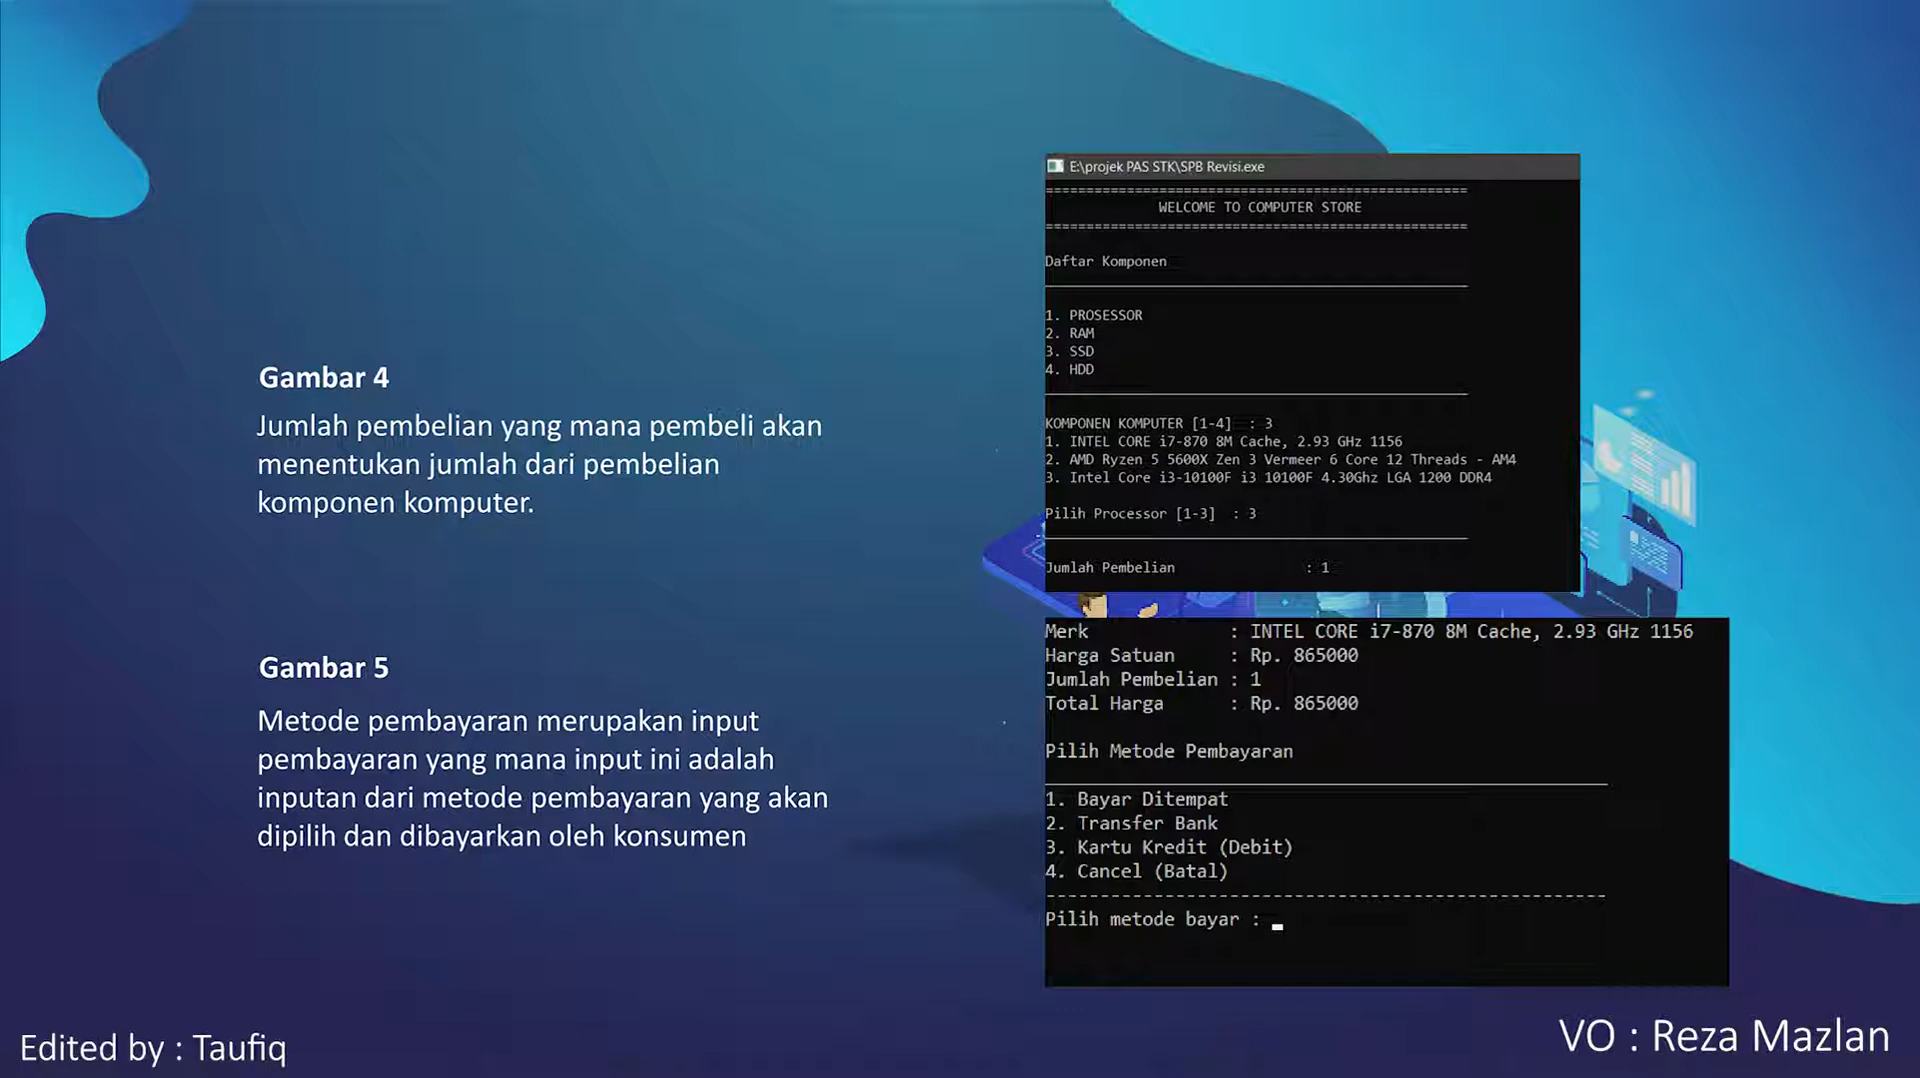 Gambar 4
Jumlah pembelian yang mana pembeli akan
menentukan jumlah dari pembelian
komponen komputer.
Gambar 5
Metode pembayaran merupakan input
pembayaran yang mana input ini adalah
inputan dari metode pembayaran yang akan
dipilih dan dibayarkan oleh konsumen
E:\projek PAS STK\SPB Revisi.exe
====================================================
WELCOME TO COMPUTER STORE
====================================================
Daftar Komponen
1. PROSESSOR
2. RAM
3. SSD
4. HDD
KOMPONEN KOMPUTER [1-4] : 3
1. INTEL CORE i7-870 8M Cache, 2.93 GHz 1156
2. AMD Ryzen 5 5600X Zen 3 Vermeer 6 Core 12 Threads - AM4
3. Intel Core i3-10100F i3 10100F 4.30Ghz LGA 1200 DDR4
Pilih Processor [1-3] : 3
Jumlah Pembelian : 1
Merk : INTEL CORE i7-870 8M Cache, 2.93 GHz 1156
Harga Satuan : Rp. 865000
Jumlah Pembelian : 1
Total Harga : Rp. 865000
Pilih Metode Pembayaran
1. Bayar Ditempat
2. Transfer Bank
3. Kartu Kredit (Debit)
4. Cancel (Batal)
----------------------------------------------------
Pilih metode bayar :
Edited by : Taufiq
VO : Reza Mazlan